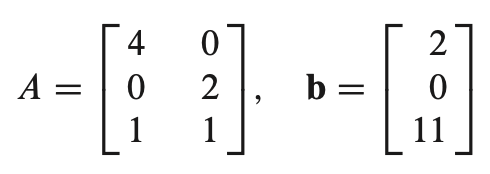 A = [4 0; 0 2; 1 1], b = [2; 0; 11]